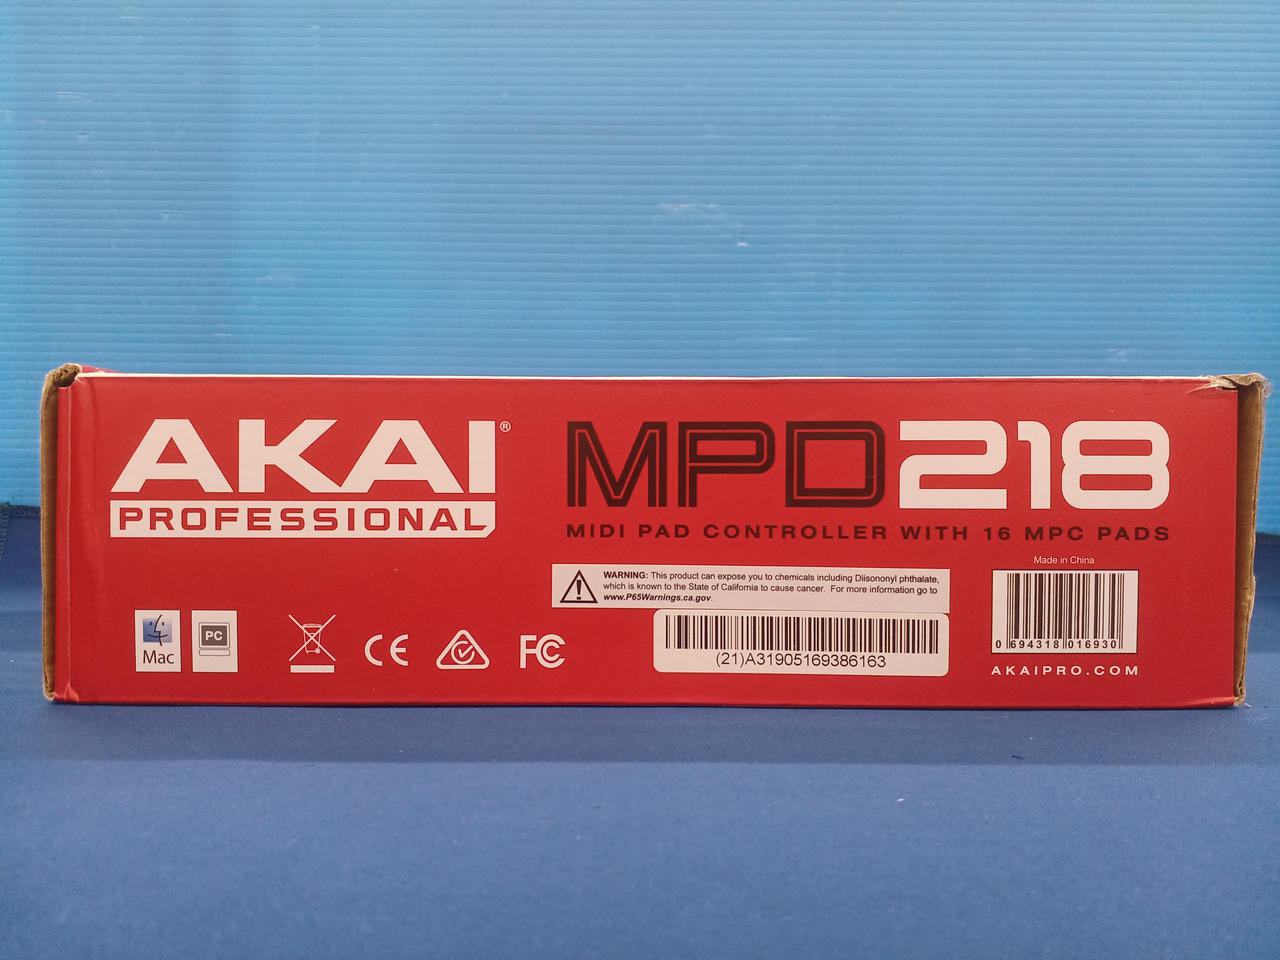 AKAI®
PROFESSIONAL
MPD218
MIDI PAD CONTROLLER WITH 16 MPC PADS
Made in China
WARNING: This product can expose you to chemicals including Diisononyl phthalate,
which is known to the State of California to cause cancer. For more information go to
www.P65Warnings.ca.gov.
(21)A31905169386163
0 694318 016930
AKAIPRO.COM
Mac
PC
CE
FC